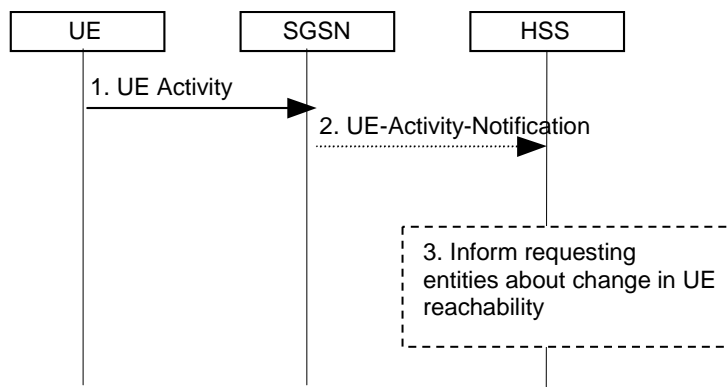 UE
SGSN
HSS
1. UE Activity
2. UE-Activity-Notification
3. Inform requesting
entities about change in UE
reachability